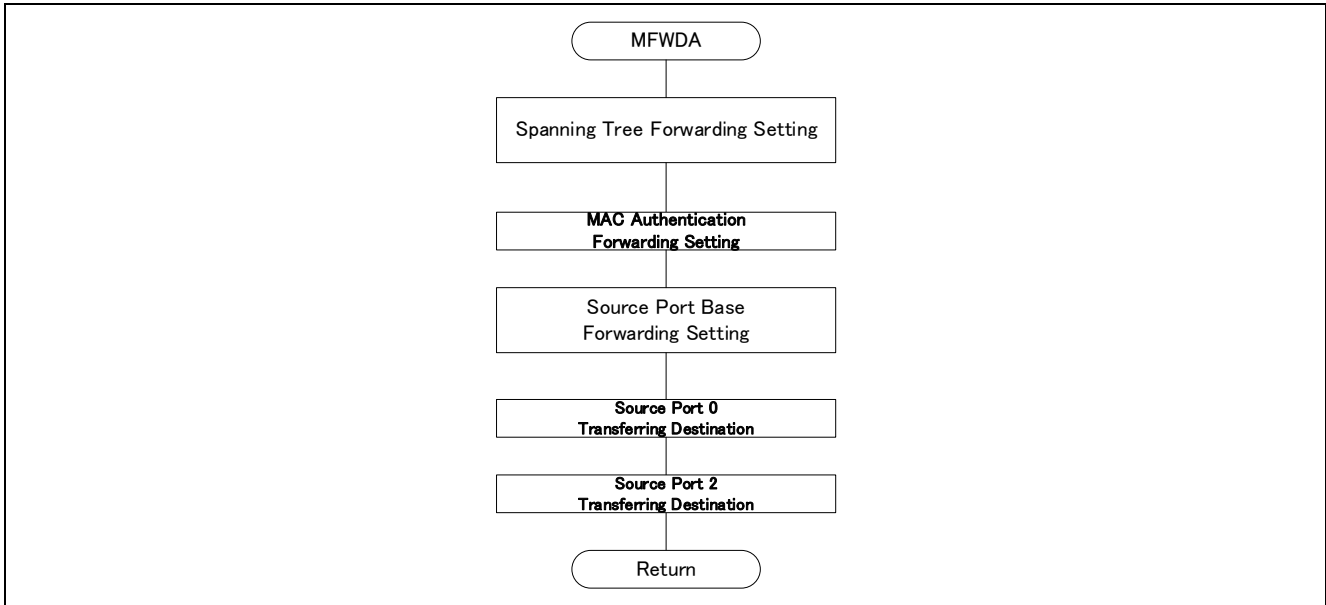 MFWDA
Spanning Tree Forwarding Setting
MAC Authentication
Forwarding Setting
Source Port Base
Forwarding Setting
Source Port 0
Transferring Destination
Source Port 2
Transferring Destination
Return